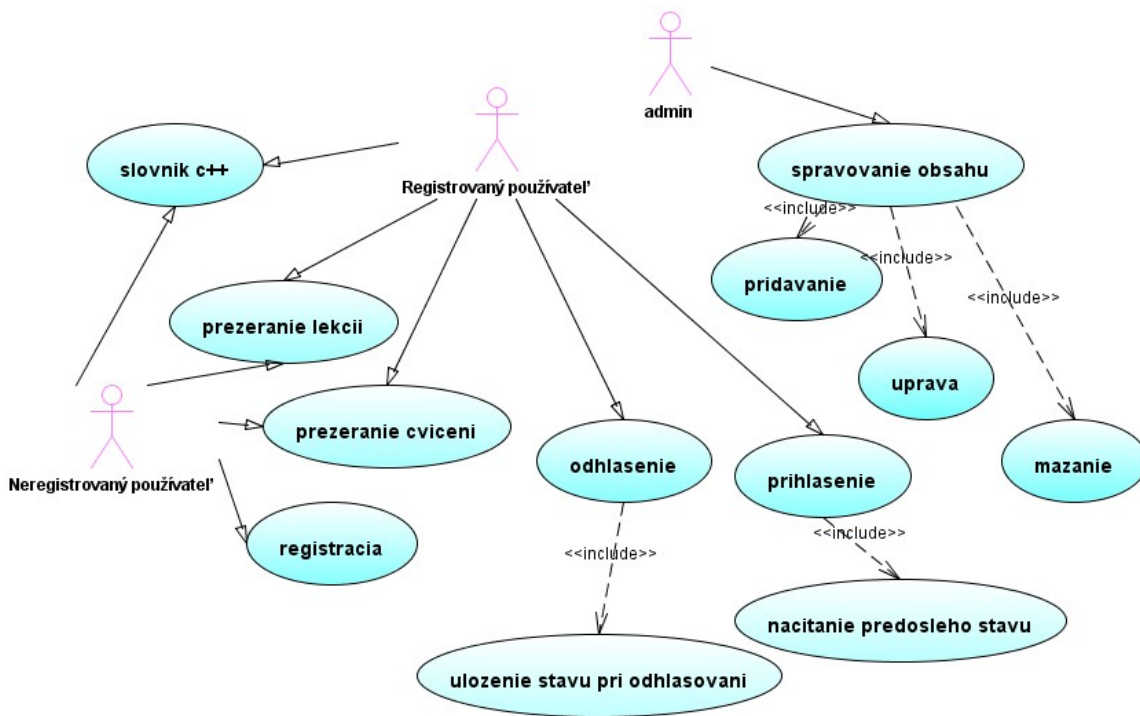 admin
slovnik c++
Registrovaný používateľ
spravovanie obsahu
<<include>>
pridavanie
<<include>>
<<include>>
prezeranie lekcii
uprava
prezeranie cviceni
odhlasenie
prihlasenie
mazanie
Neregistrovaný používateľ
registracia
<<include>>
<<include>>
nacitanie predosleho stavu
ulozenie stavu pri odhlasovani